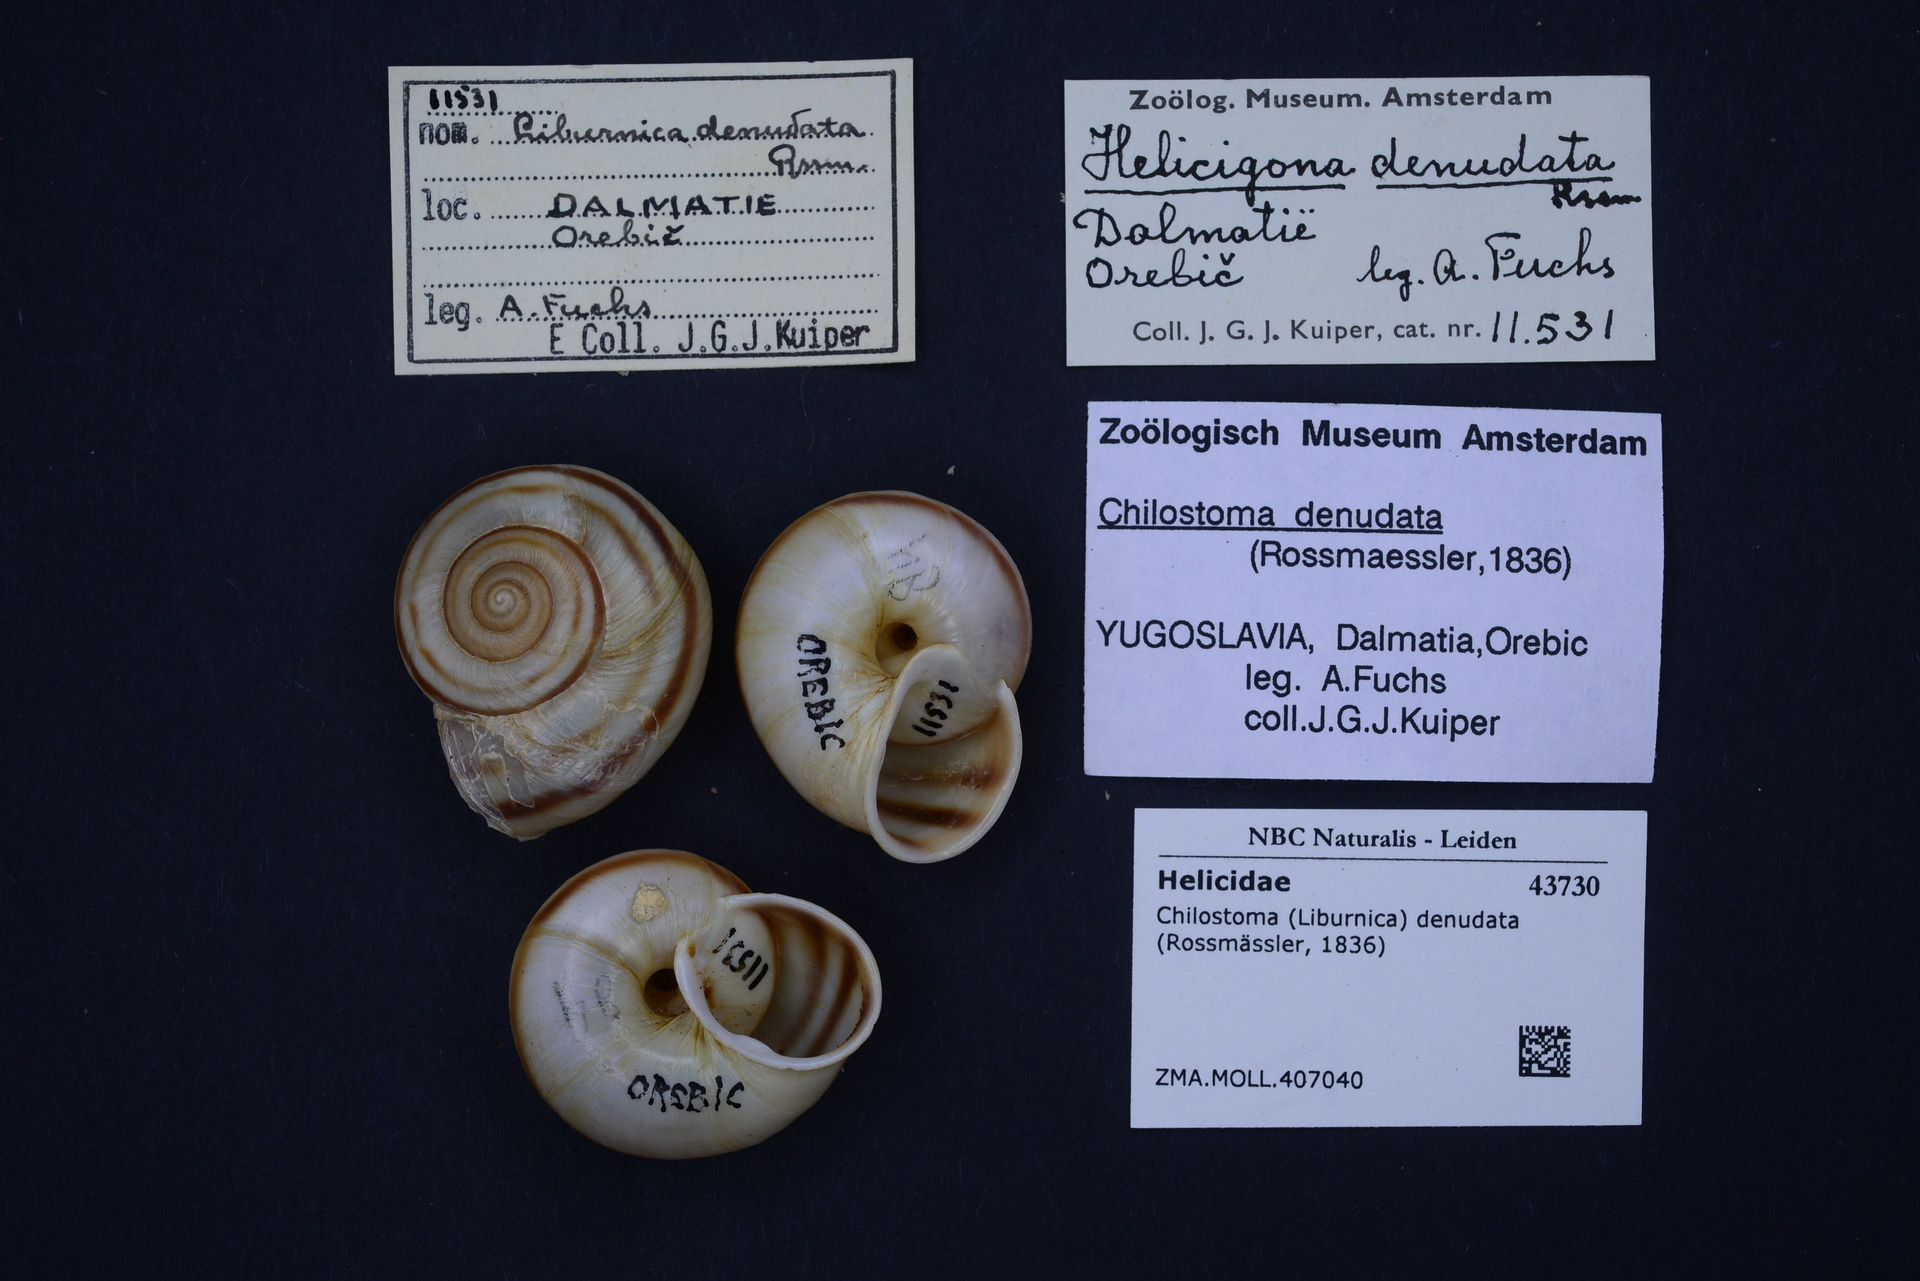 11531
nom. Liburnica denudata
Rssm.
loc. DALMATIE
Orebič
leg. A. Fuchs
E Coll. J.G.J.Kuiper
Zoölog. Museum. Amsterdam
Helicigona denudata
Rssm
Dalmatië
Orebič leg. A. Fuchs
Coll. J. G. J. Kuiper, cat. nr. 11.531
Zoölogisch Museum Amsterdam
Chilostoma denudata
(Rossmaessler,1836)
YUGOSLAVIA, Dalmatia,Orebic
leg. A.Fuchs
coll.J.G.J.Kuiper
OREBIC
11531
11531
OREBIC
NBC Naturalis - Leiden
Helicidae 43730
Chilostoma (Liburnica) denudata
(Rossmässler, 1836)
ZMA.MOLL.407040